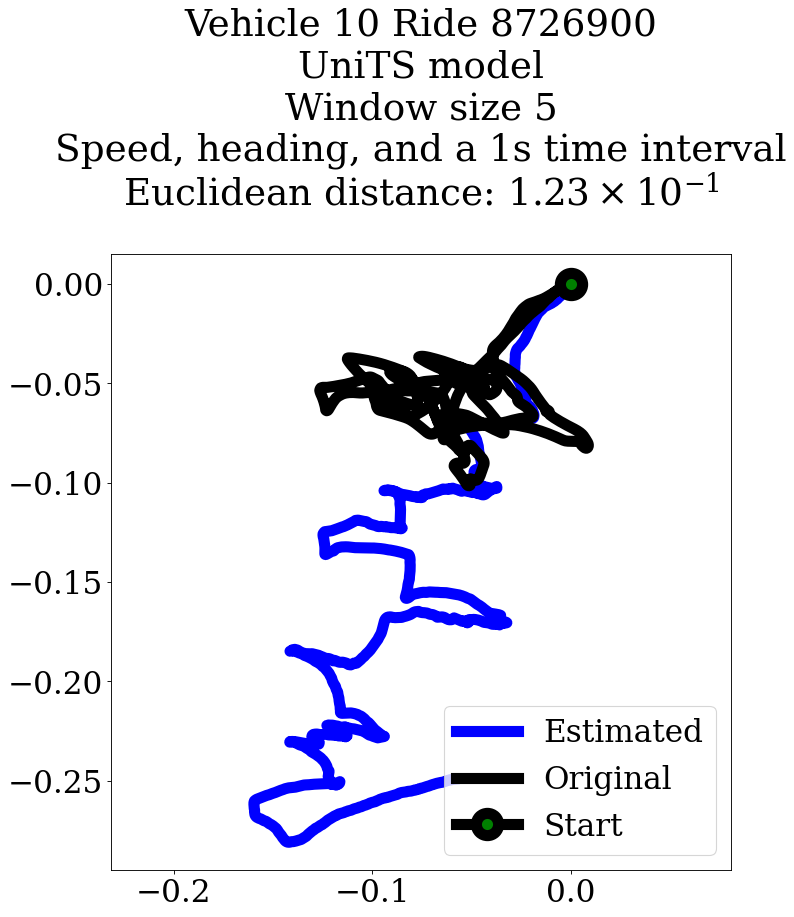 Vehicle 10 Ride 8726900
UniTS model
Window size 5
Speed, heading, and a 1s time interval
Euclidean distance: 1.23 × 10⁻¹
0.00
−0.05
−0.10
−0.15
−0.20
−0.25
Estimated
Original
Start
−0.2 −0.1 0.0